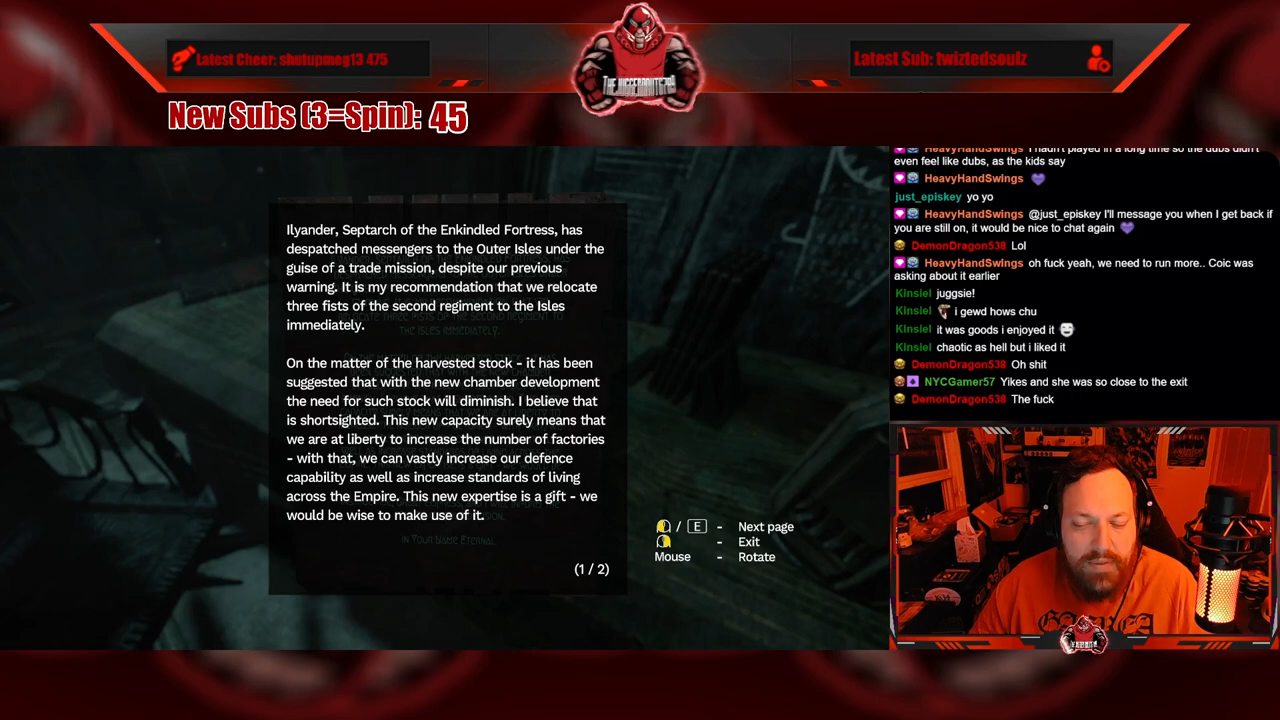 Latest Cheer: shutupmeg13 475
Latest Sub: twiztedsoulz
New Subs (3=Spin): 45
Ilyander, Septarch of the Enkindled Fortress, has
despatched messengers to the Outer Isles under the
guise of a trade mission, despite our previous
warning. It is my recommendation that we relocate
three fists of the second regiment to the Isles
immediately.
On the matter of the harvested stock - it has been
suggested that with the new chamber development
the need for such stock will diminish. I believe that
is shortsighted. This new capacity surely means that
we are at liberty to increase the number of factories
- with that, we can vastly increase our defence
capability as well as increase standards of living
across the Empire. This new expertise is a gift - we
would be wise to make use of it.
IN YOUR NAME ETERNAL
(1 / 2)
/ E - Next page
- Exit
Mouse - Rotate
HeavyHandSwings I hadn't played in a long time so the dubs didn't
even feel like dubs, as the kids say
HeavyHandSwings
just_episkey yo yo
HeavyHandSwings @just_episkey I'll message you when I get back if
you are still on, it would be nice to chat again
DemonDragon538 Lol
HeavyHandSwings oh fuck yeah, we need to run more.. Coic was
asking about it earlier
Kinsiel juggsie!
Kinsiel i gewd hows chu
Kinsiel it was goods i enjoyed it
Kinsiel chaotic as hell but i liked it
DemonDragon538 Oh shit
NYCGamer57 Yikes and she was so close to the exit
DemonDragon538 The fuck